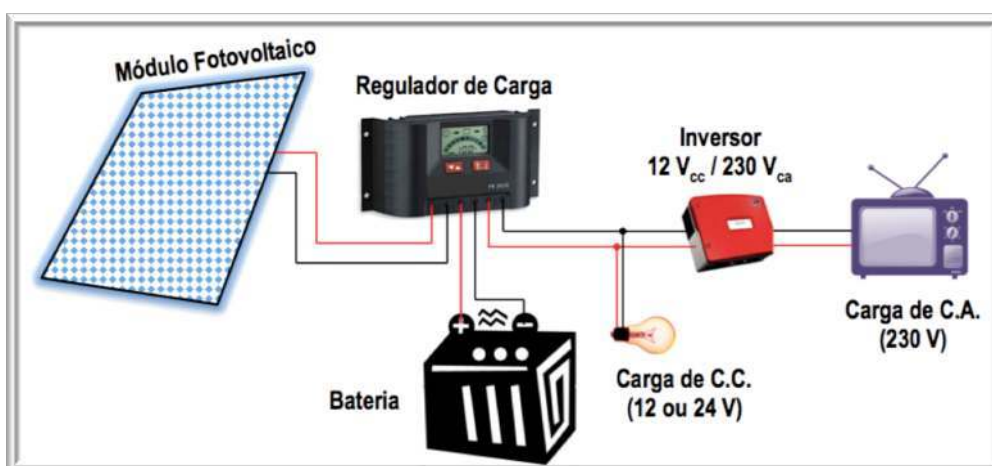 Módulo Fotovoltaico
Regulador de Carga
Inversor
12 Vcc / 230 Vca
+
−
Bateria
Carga de C.C.
(12 ou 24 V)
Carga de C.A.
(230 V)